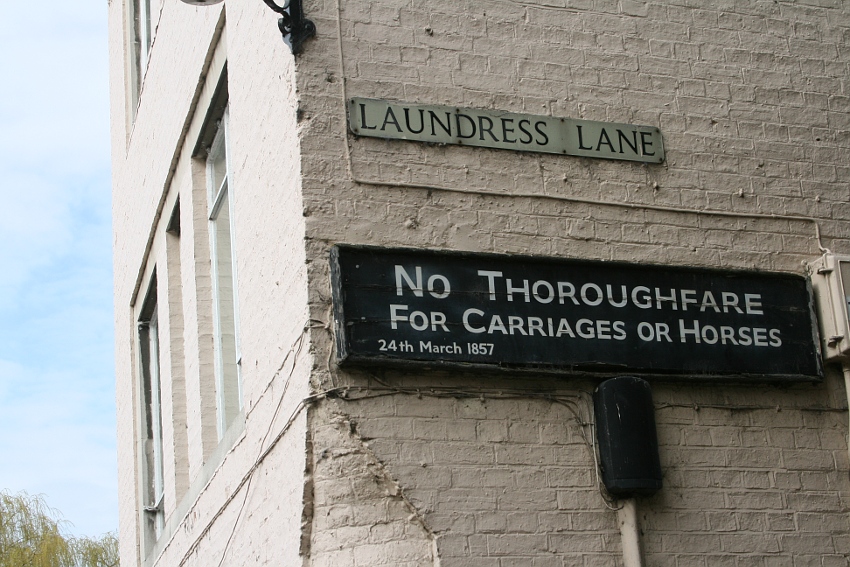 LAUNDRESS LANE
NO THOROUGHFARE
FOR CARRIAGES OR HORSES
24th March 1857